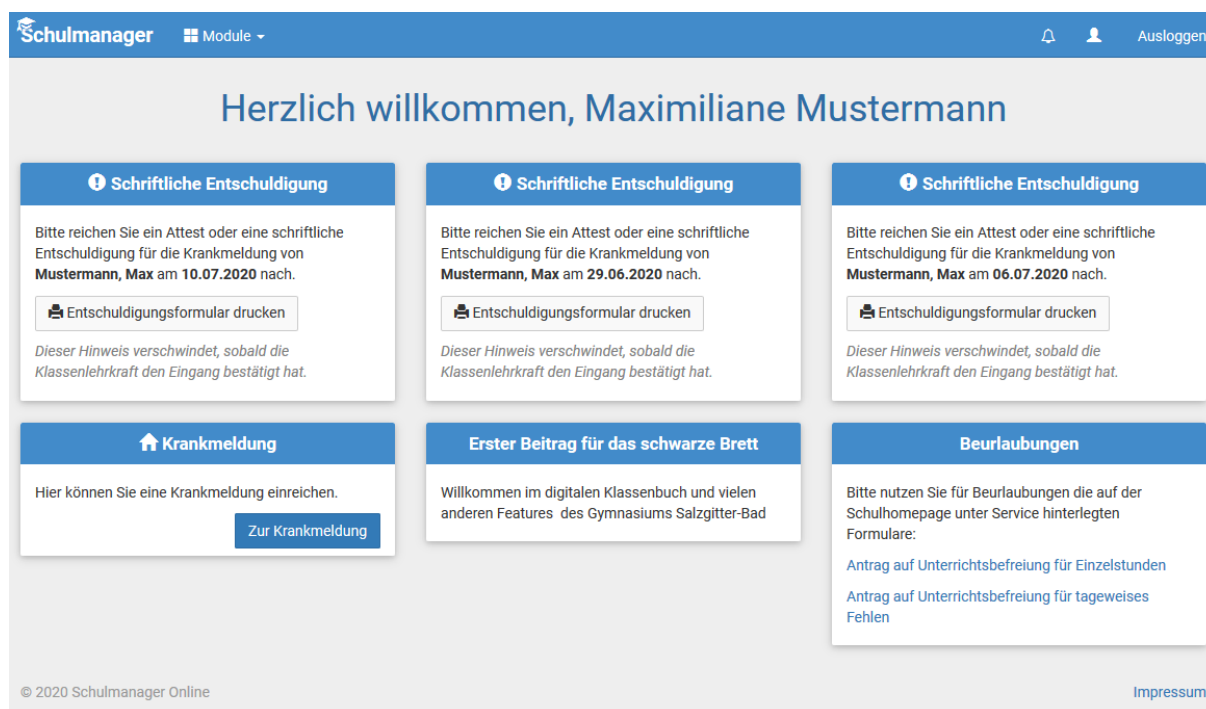 Schulmanager Module Ausloggen
Herzlich willkommen, Maximiliane Mustermann
Schriftliche Entschuldigung
Bitte reichen Sie ein Attest oder eine schriftliche
Entschuldigung für die Krankmeldung von
Mustermann, Max am 10.07.2020 nach.
Entschuldigungsformular drucken
Dieser Hinweis verschwindet, sobald die
Klassenlehrkraft den Eingang bestätigt hat.
Schriftliche Entschuldigung
Bitte reichen Sie ein Attest oder eine schriftliche
Entschuldigung für die Krankmeldung von
Mustermann, Max am 29.06.2020 nach.
Entschuldigungsformular drucken
Dieser Hinweis verschwindet, sobald die
Klassenlehrkraft den Eingang bestätigt hat.
Schriftliche Entschuldigung
Bitte reichen Sie ein Attest oder eine schriftliche
Entschuldigung für die Krankmeldung von
Mustermann, Max am 06.07.2020 nach.
Entschuldigungsformular drucken
Dieser Hinweis verschwindet, sobald die
Klassenlehrkraft den Eingang bestätigt hat.
Krankmeldung
Hier können Sie eine Krankmeldung einreichen.
Zur Krankmeldung
Erster Beitrag für das schwarze Brett
Willkommen im digitalen Klassenbuch und vielen
anderen Features des Gymnasiums Salzgitter-Bad
Beurlaubungen
Bitte nutzen Sie für Beurlaubungen die auf der
Schulhomepage unter Service hinterlegten
Formulare:
Antrag auf Unterrichtsbefreiung für Einzelstunden
Antrag auf Unterrichtsbefreiung für tageweises
Fehlen
© 2020 Schulmanager Online Impressum